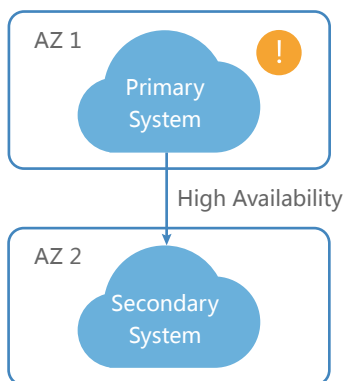 AZ 1
!
Primary
System
High Availability
AZ 2
Secondary
System